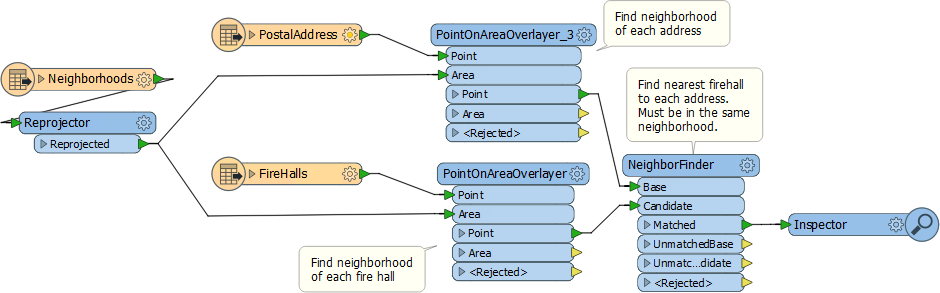 PostalAddress
PointOnAreaOverlayer_3
Point
Area
Point
Area
<Rejected>
Find neighborhood
of each address
Neighborhoods
Reprojector
Reprojected
Find nearest firehall
to each address.
Must be in the same
neighborhood.
FireHalls
PointOnAreaOverlayer
Point
Area
Point
Area
<Rejected>
Find neighborhood
of each fire hall
NeighborFinder
Base
Candidate
Matched
UnmatchedBase
Unmatc...didate
<Rejected>
Inspector